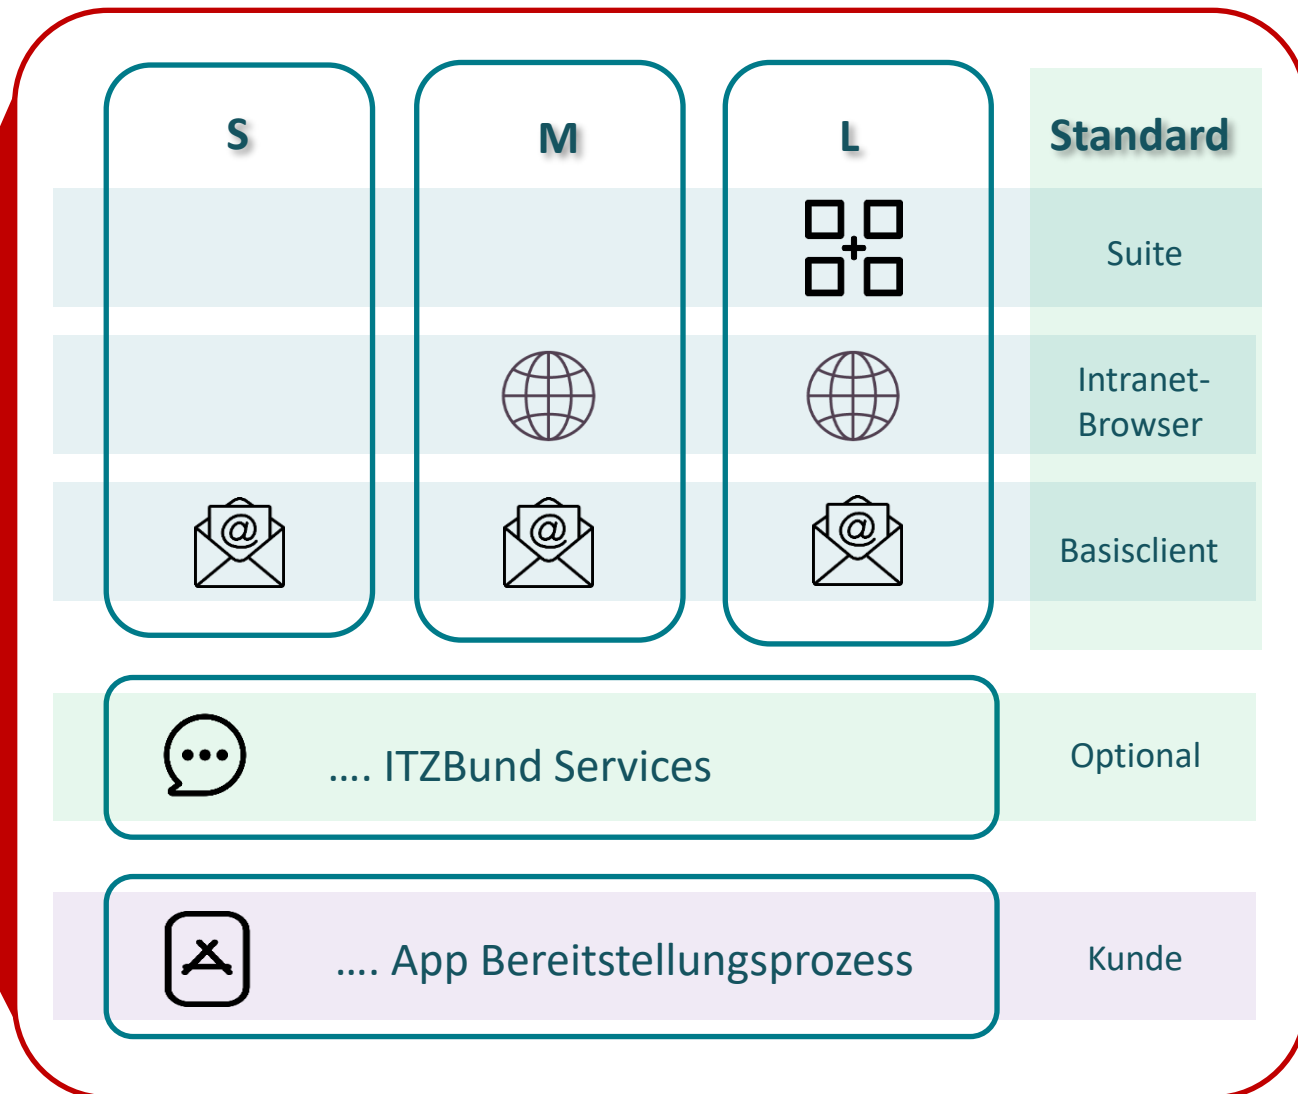 S
M
L
Standard
Suite
Intranet-
Browser
@
@
@
Basisclient
.... ITZBund Services
Optional
.... App Bereitstellungsprozess
Kunde